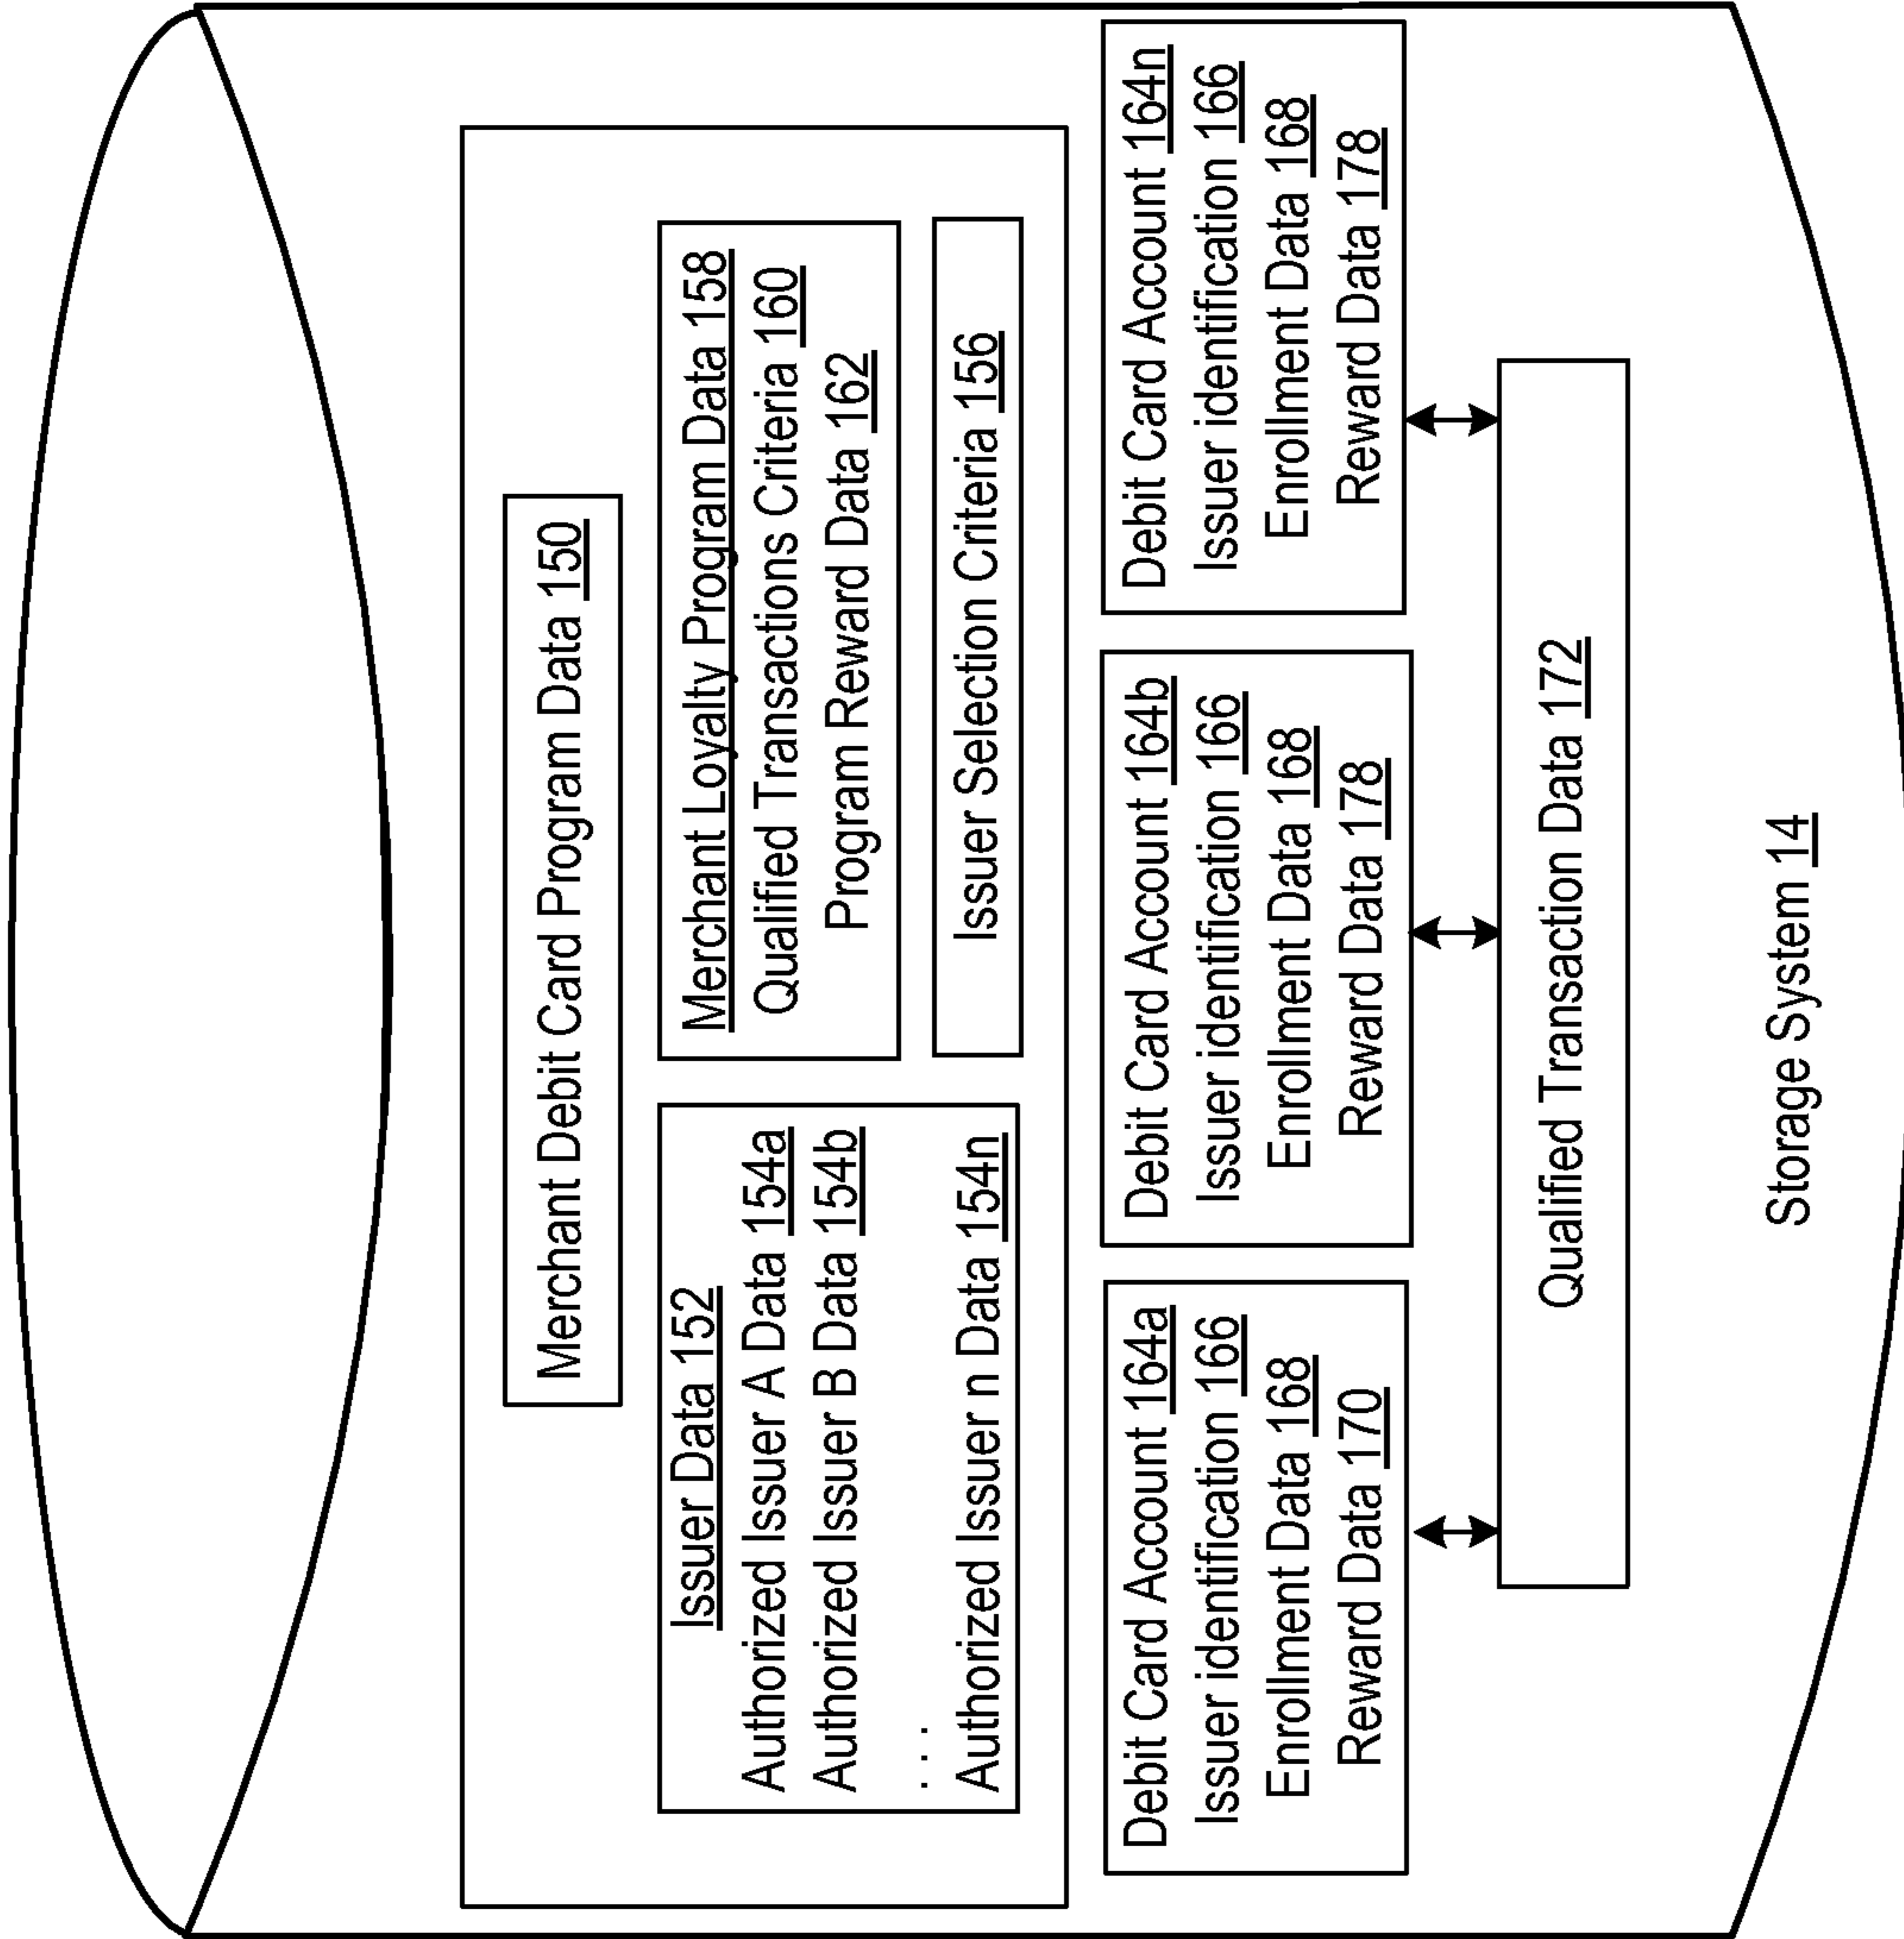 Merchant Debit Card Program Data 150
Issuer Data 152
Authorized Issuer A Data 154a
Authorized Issuer B Data 154b
. . .
Authorized Issuer n Data 154n
Merchant Loyalty Program Data 158
Qualified Transactions Criteria 160
Program Reward Data 162
Issuer Selection Criteria 156
Debit Card Account 164a
Issuer identification 166
Enrollment Data 168
Reward Data 170
Debit Card Account 164b
Issuer identification 166
Enrollment Data 168
Reward Data 178
Debit Card Account 164n
Issuer identification 166
Enrollment Data 168
Reward Data 178
Qualified Transaction Data 172
Storage System 14